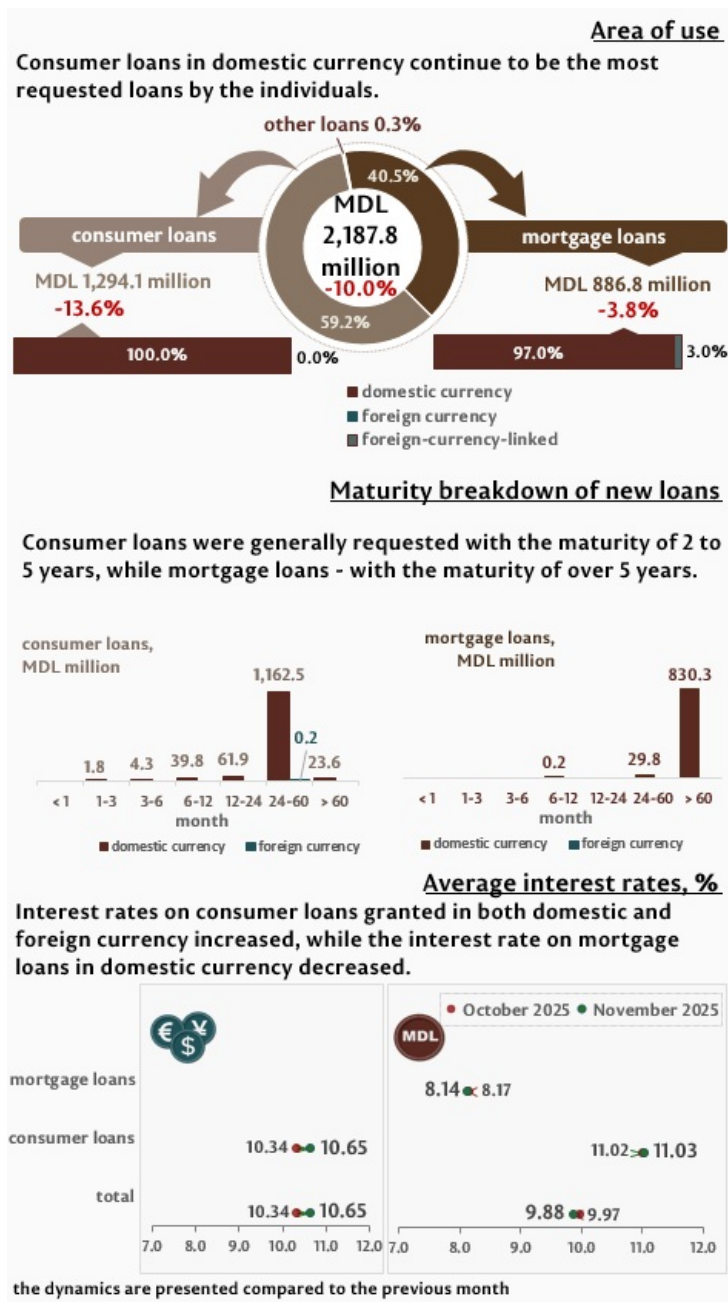 Area of use
Consumer loans in domestic currency continue to be the most
requested loans by the individuals.
other loans 0.3%
40.5%
MDL
2,187.8
million
-10.0%
59.2%
consumer loans
MDL 1,294.1 million
-13.6%
100.0%
0.0%
mortgage loans
MDL 886.8 million
-3.8%
97.0%
3.0%
domestic currency
foreign currency
foreign-currency-linked
Maturity breakdown of new loans
Consumer loans were generally requested with the maturity of 2 to
5 years, while mortgage loans - with the maturity of over 5 years.
consumer loans,
MDL million
1.8 4.3 39.8 61.9 1,162.5 0.2 23.6
< 1 1-3 3-6 6-12 12-24 24-60 > 60
month
domestic currency foreign currency
mortgage loans,
MDL million
0.2 29.8 830.3
< 1 1-3 3-6 6-12 12-24 24-60 > 60
month
domestic currency foreign currency
Average interest rates, %
Interest rates on consumer loans granted in both domestic and
foreign currency increased, while the interest rate on mortgage
loans in domestic currency decreased.
€ ¥ $
MDL
October 2025 November 2025
mortgage loans
8.14 8.17
consumer loans
10.34 10.65
11.02 11.03
total
10.34 10.65
9.88 9.97
7.0 8.0 9.0 10.0 11.0 12.0
7.0 8.0 9.0 10.0 11.0 12.0
the dynamics are presented compared to the previous month